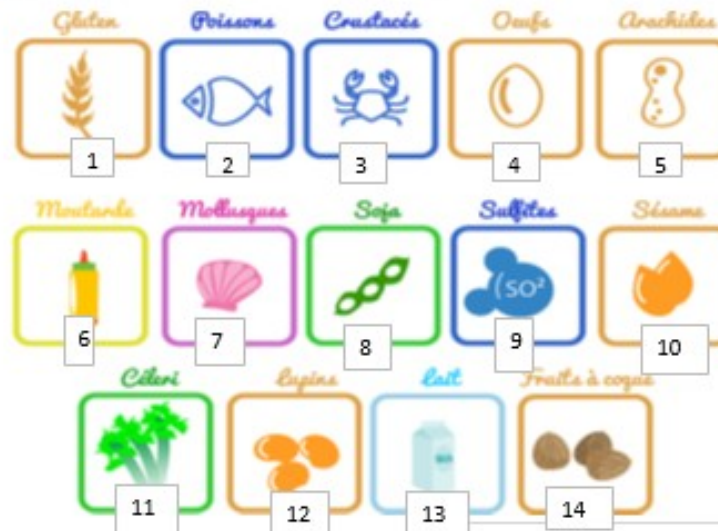 Gluten Poissons Crustacés Oeufs Arachides
1 2 3 4 5
Moutarde Mollusques Soja Sulfites Sésame
(SO²
6 7 8 9 10
Céleri Lupins Lait Fruits à coque
11 12 13 14